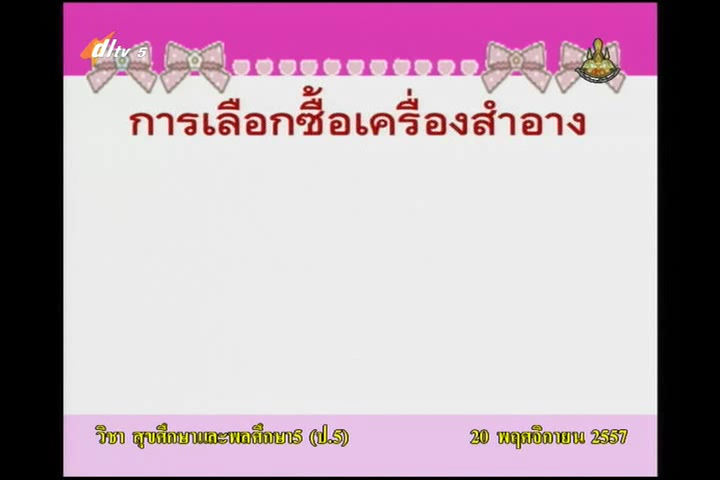 dltv 5
การเลือกซื้อเครื่องสำอาง
วิชา สุขศึกษาและพลศึกษา5 (ป.5)
20 พฤศจิกายน 2557